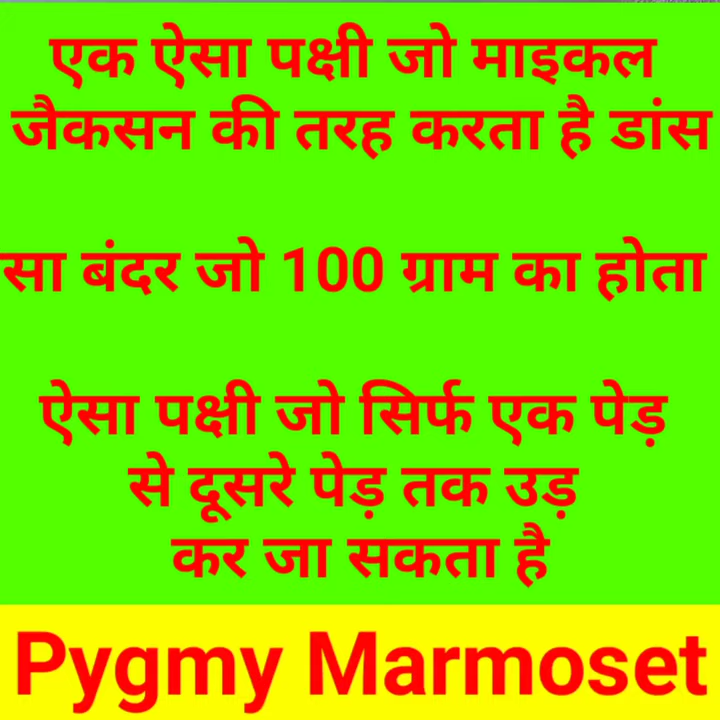 एक ऐसा पक्षी जो माइकल
जैकसन की तरह करता है डांस
सा बंदर जो 100 ग्राम का होता
ऐसा पक्षी जो सिर्फ एक पेड़
से दूसरे पेड़ तक उड़
कर जा सकता है
Pygmy Marmoset